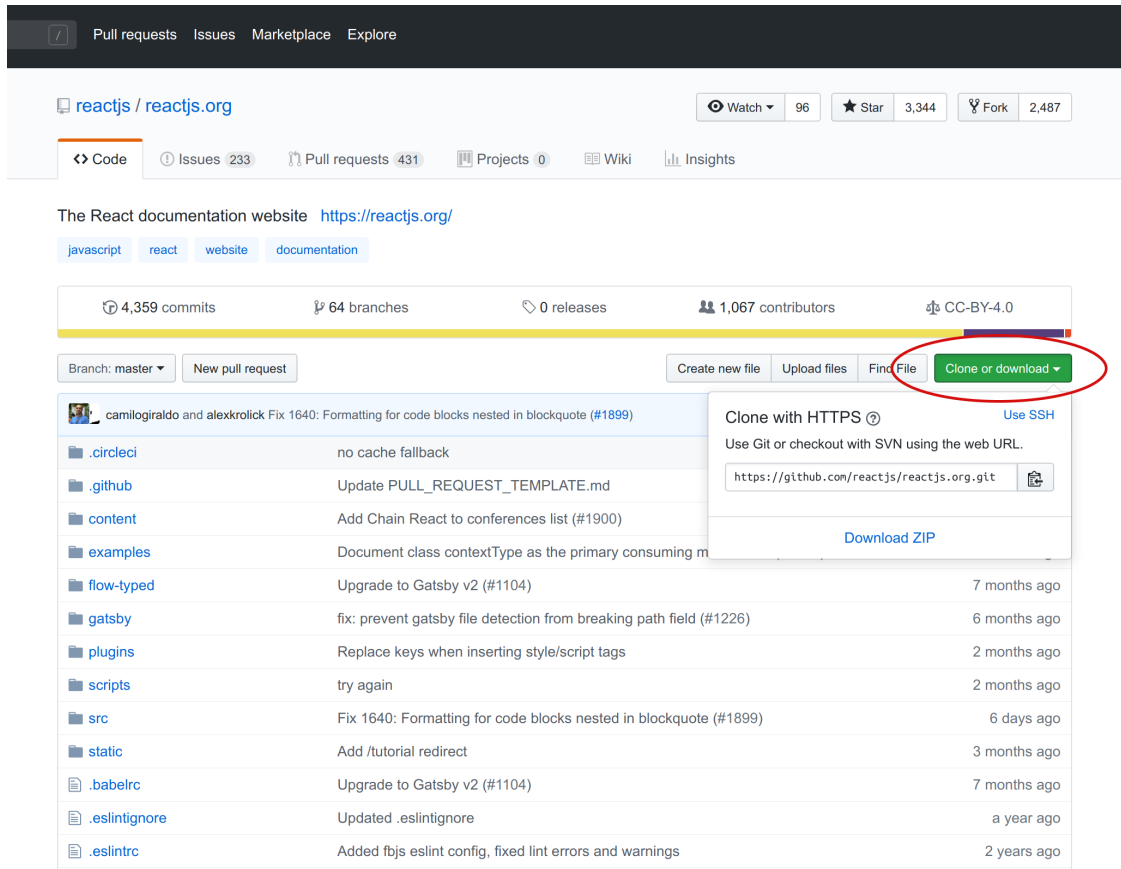 / Pull requests Issues Marketplace Explore
reactjs / reactjs.org
Watch 96 Star 3,344 Fork 2,487
Code Issues 233 Pull requests 431 Projects 0 Wiki Insights
The React documentation website https://reactjs.org/
javascript react website documentation
4,359 commits 64 branches 0 releases 1,067 contributors CC-BY-4.0
Branch: master New pull request Create new file Upload files Find File Clone or download
camilogiraldo and alexkrolick Fix 1640: Formatting for code blocks nested in blockquote (#1899)
Clone with HTTPS ? Use SSH
Use Git or checkout with SVN using the web URL.
https://github.com/reactjs/reactjs.org.git
Download ZIP
.circleci no cache fallback
.github Update PULL_REQUEST_TEMPLATE.md
content Add Chain React to conferences list (#1900)
examples Document class contextType as the primary consuming
flow-typed Upgrade to Gatsby v2 (#1104) 7 months ago
gatsby fix: prevent gatsby file detection from breaking path field (#1226) 6 months ago
plugins Replace keys when inserting style/script tags 2 months ago
scripts try again 2 months ago
src Fix 1640: Formatting for code blocks nested in blockquote (#1899) 6 days ago
static Add /tutorial redirect 3 months ago
.babelrc Upgrade to Gatsby v2 (#1104) 7 months ago
.eslintignore Updated .eslintignore a year ago
.eslintrc Added fbjs eslint config, fixed lint errors and warnings 2 years ago